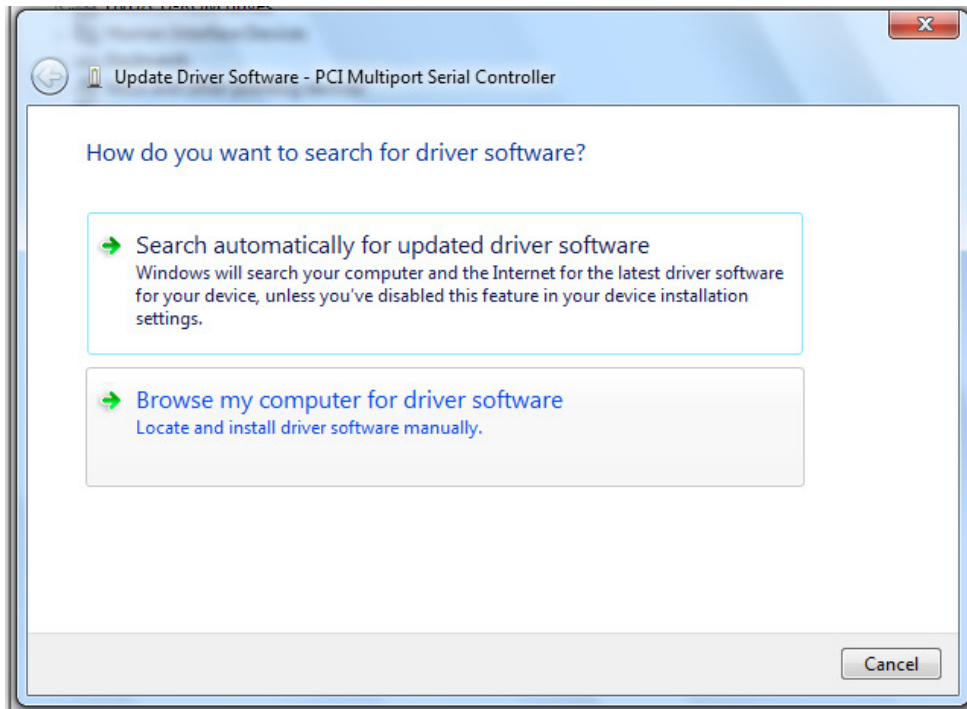 Human Interface Devices
Update Driver Software - PCI Multiport Serial Controller
How do you want to search for driver software?
Search automatically for updated driver software
Windows will search your computer and the Internet for the latest driver software
for your device, unless you've disabled this feature in your device installation
settings.
Browse my computer for driver software
Locate and install driver software manually.
Cancel